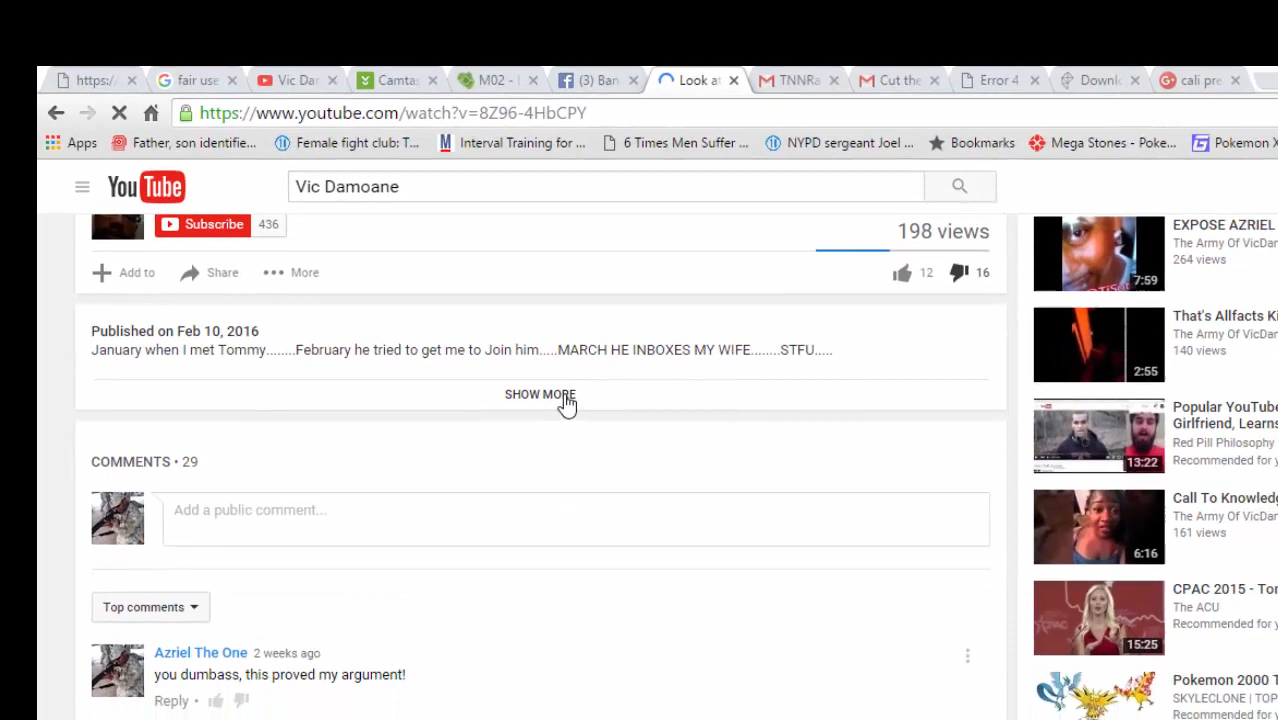 https:/ fair use Vic Dar Camtas M02 - (3) Ban Look at TNNRa Cut the Error 4 Downl cali pre
https://www.youtube.com/watch?v=8Z96-4HbCPY
Apps Father, son identifie... Female fight club: T... M Interval Training for ... 6 Times Men Suffer ... NYPD sergeant Joel ... Bookmarks Mega Stones - Poke... Pokemon X
YouTube Vic Damoane
Subscribe 436
198 views
Add to Share More 12 16
Published on Feb 10, 2016
January when I met Tommy........February he tried to get me to Join him.....MARCH HE INBOXES MY WIFE........STFU.....
SHOW MORE
COMMENTS • 29
Add a public comment...
Top comments
Azriel The One 2 weeks ago
you dumbass, this proved my argument!
Reply •
EXPOSE AZRIEL
The Army Of VicDa
264 views
7:59
That's Allfacts Ki
The Army Of VicDa
140 views
2:55
Popular YouTube
Girlfriend, Learns
Red Pill Philosophy
Recommended for y
13:22
Call To Knowledg
The Army Of VicDa
161 views
6:16
CPAC 2015 - Tor
The ACU
Recommended for y
15:25
Pokemon 2000 T
SKYLECLONE | TOP
Recommended for y